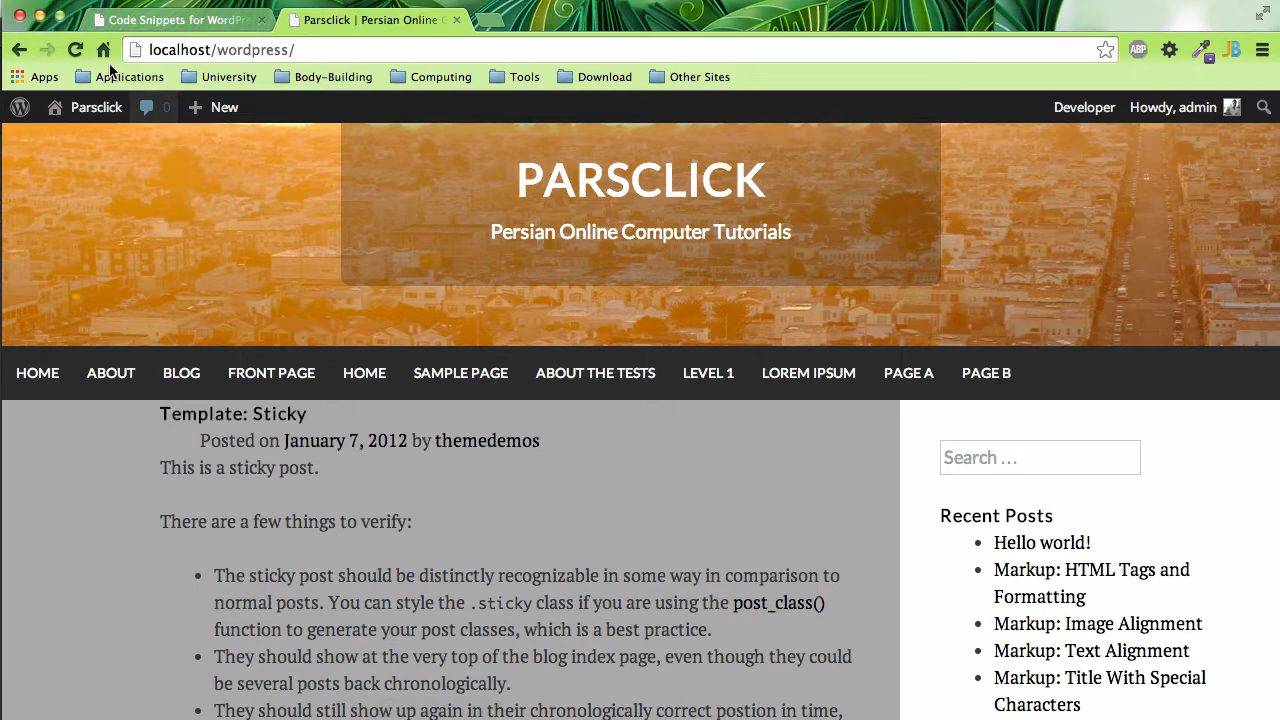 Code Snippets for WordPr
Parsclick | Persian Online C
localhost/wordpress/
ABP
JB
Apps Applications University Body-Building Computing Tools Download Other Sites
Parsclick 0 New Developer Howdy, admin
PARSCLICK
Persian Online Computer Tutorials
HOME ABOUT BLOG FRONT PAGE HOME SAMPLE PAGE ABOUT THE TESTS LEVEL 1 LOREM IPSUM PAGE A PAGE B
Template: Sticky
Posted on January 7, 2012 by themedemos
This is a sticky post.
There are a few things to verify:
• The sticky post should be distinctly recognizable in some way in comparison to
normal posts. You can style the .sticky class if you are using the post_class()
function to generate your post classes, which is a best practice.
• They should show at the very top of the blog index page, even though they could
be several posts back chronologically.
• They should still show up again in their chronologically correct postion in time,
Search …
Recent Posts
• Hello world!
• Markup: HTML Tags and
Formatting
• Markup: Image Alignment
• Markup: Text Alignment
• Markup: Title With Special
Characters